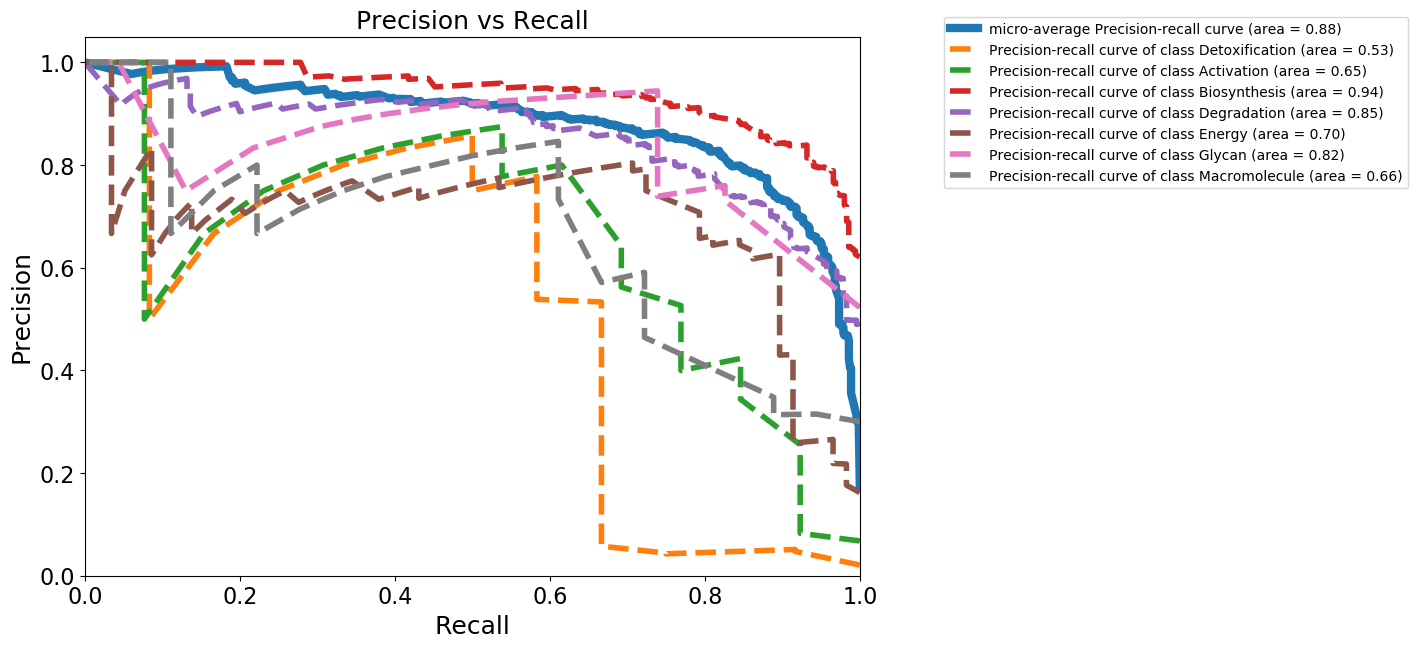 Precision vs Recall
micro-average Precision-recall curve (area = 0.88)
Precision-recall curve of class Detoxification (area = 0.53)
Precision-recall curve of class Activation (area = 0.65)
Precision-recall curve of class Biosynthesis (area = 0.94)
Precision-recall curve of class Degradation (area = 0.85)
Precision-recall curve of class Energy (area = 0.70)
Precision-recall curve of class Glycan (area = 0.82)
Precision-recall curve of class Macromolecule (area = 0.66)
Precision
1.0
0.8
0.6
0.4
0.2
0.0
0.0 0.2 0.4 0.6 0.8 1.0
Recall